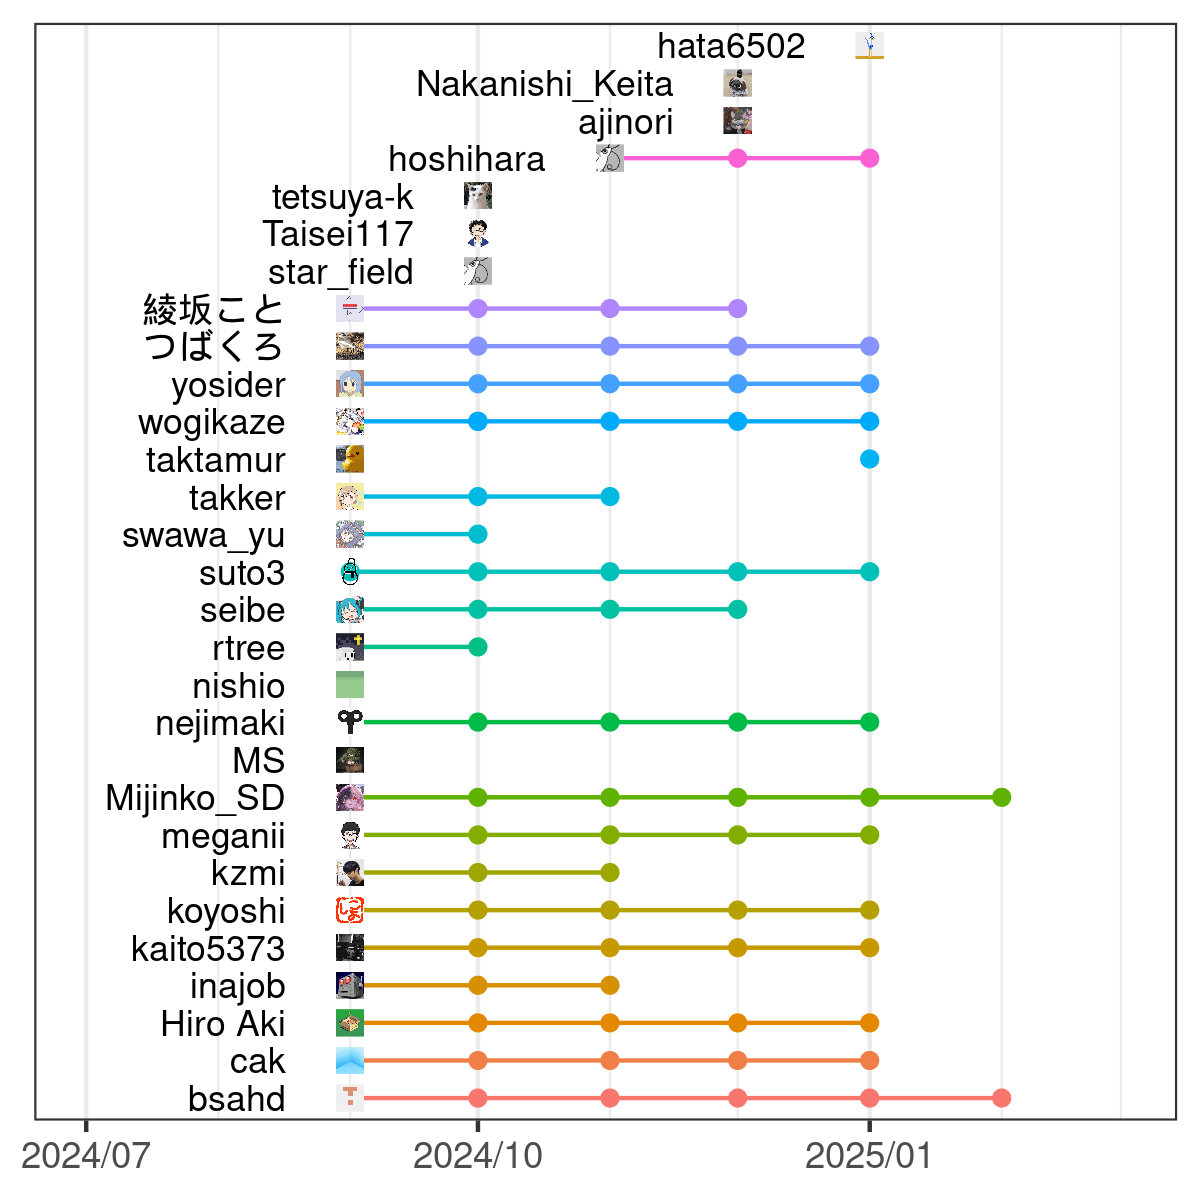 hata6502
Nakanishi_Keita
ajinori
hoshihara
tetsuya-k
Taisei117
star_field
綾坂こと
つばくろ
yosider
wogikaze
taktamur
takker
swawa_yu
suto3
seibe
rtree
nishio
nejimaki
MS
Mijinko_SD
meganii
kzmi
koyoshi
kaito5373
inajob
Hiro Aki
cak
bsahd
2024/07 2024/10 2025/01